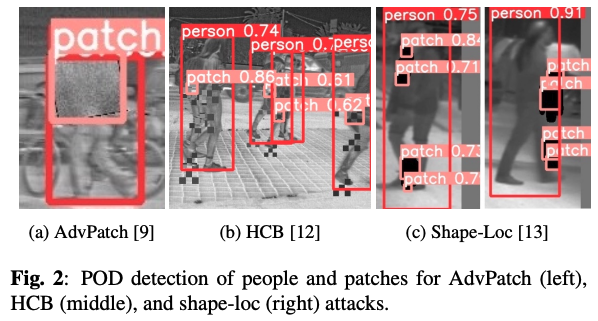 patch
person 0.74
person 0.7
perso
patch 0.86
patch 0.61
patch 0.62
person 0.75
patch 0.84
patch 0.71
patch 0.73
patch 0.7
person 0.91
patch
patch
patch
patch
(a) AdvPatch [9]
(b) HCB [12]
(c) Shape-Loc [13]
Fig. 2: POD detection of people and patches for AdvPatch (left),
HCB (middle), and shape-loc (right) attacks.